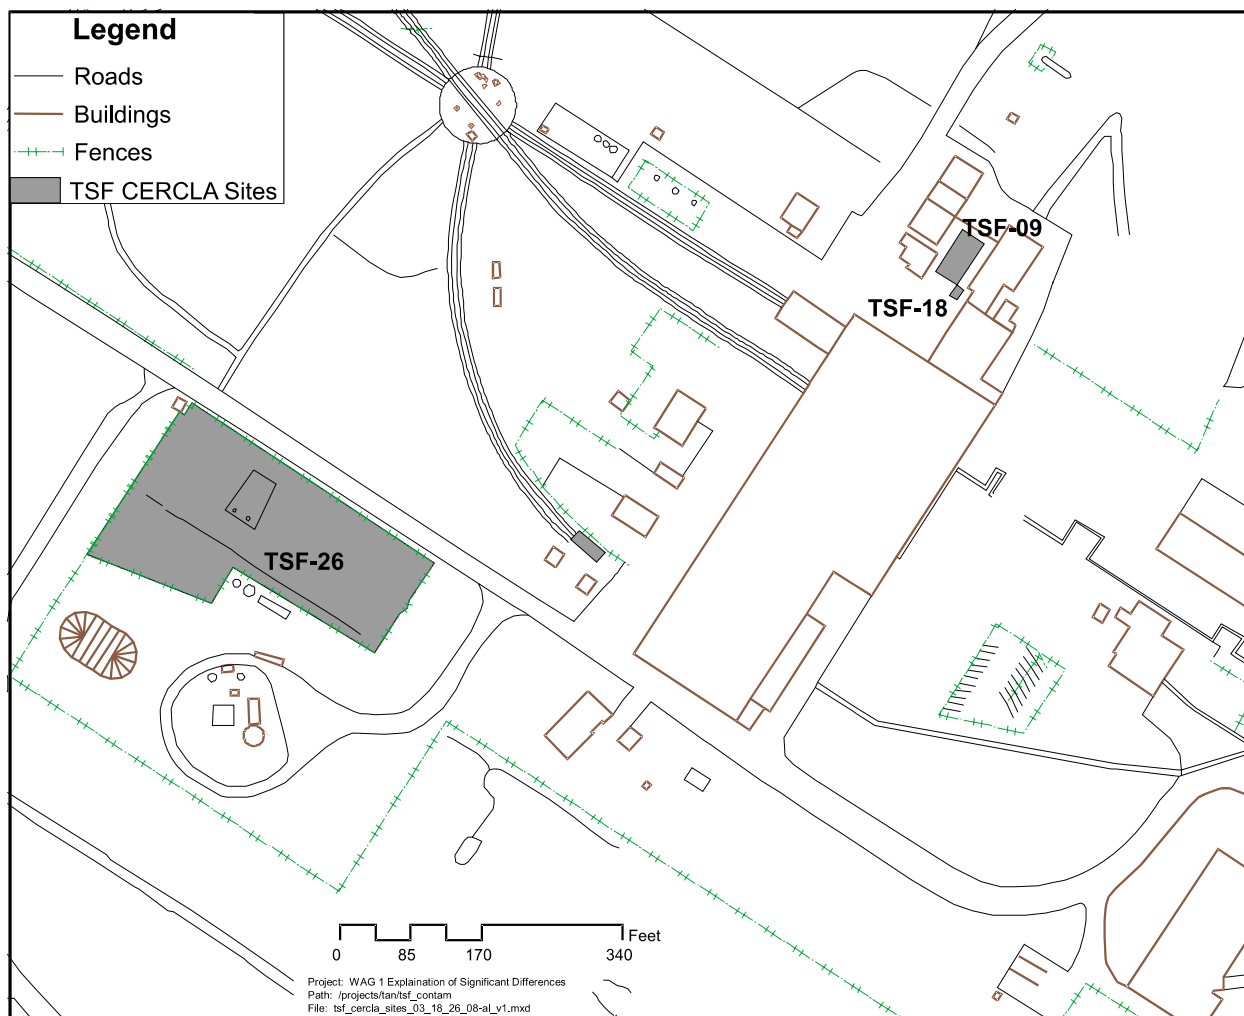 Legend
Roads
Buildings
Fences
TSF CERCLA Sites
TSF-09
TSF-18
TSF-26
Feet
0 85 170 340
Project: WAG 1 Explaination of Significant Differences
Path: /projects/tan/tsf_contam
File: tsf_cercla_sites_03_18_26_08-al_v1.mxd